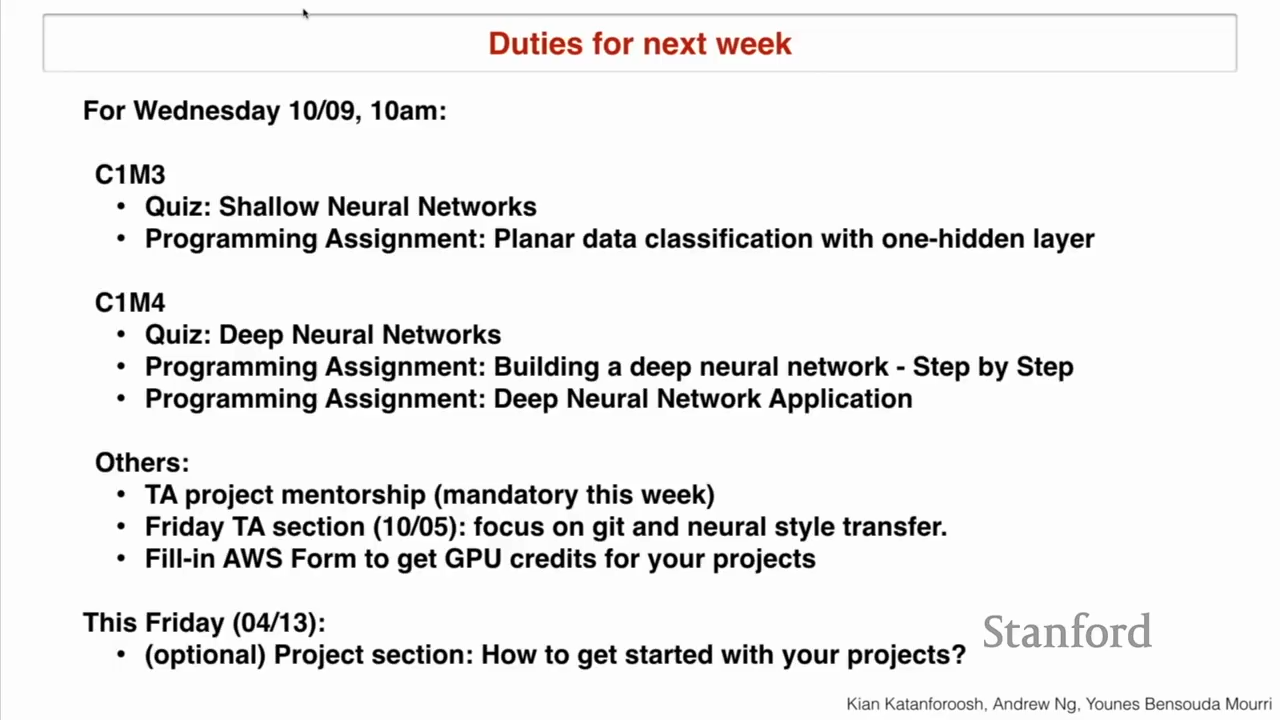 Duties for next week
For Wednesday 10/09, 10am:
C1M3
• Quiz: Shallow Neural Networks
• Programming Assignment: Planar data classification with one-hidden layer
C1M4
• Quiz: Deep Neural Networks
• Programming Assignment: Building a deep neural network - Step by Step
• Programming Assignment: Deep Neural Network Application
Others:
• TA project mentorship (mandatory this week)
• Friday TA section (10/05): focus on git and neural style transfer.
• Fill-in AWS Form to get GPU credits for your projects
This Friday (04/13):
• (optional) Project section: How to get started with your projects?
Stanford
Kian Katanforoosh, Andrew Ng, Younes Bensouda Mourri